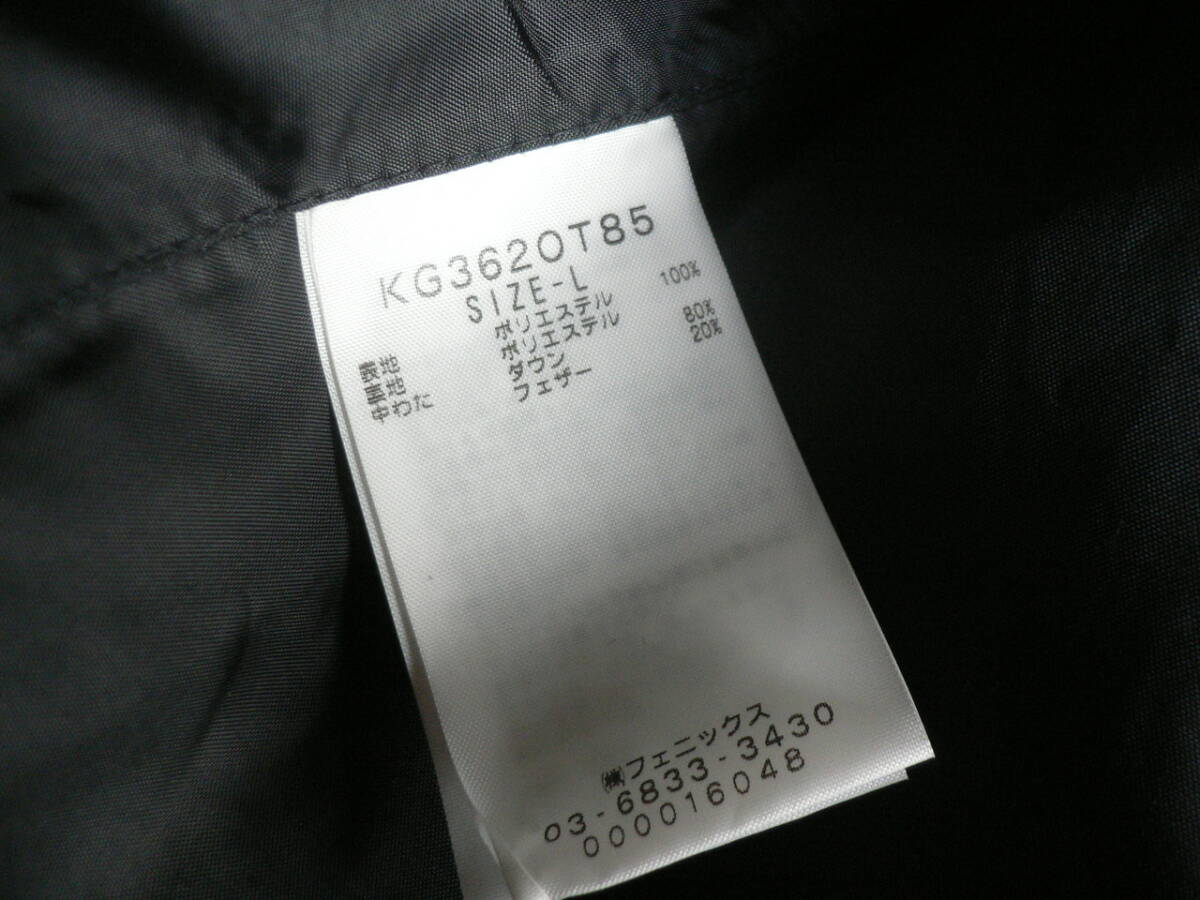 KG362OT85
SIZE-L
表地 ポリエステル 100%
裏地 ポリエステル
中わた ダウン 80%
フェザー 20%
㈱フェニックス
03-6833-3430
000016048